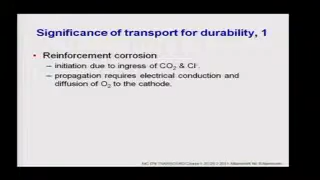 Significance of transport for durability, 1
• Reinforcement corrosion
– initiation due to ingress of CO₂ & Cl⁻.
– propagation requires electrical conduction and
diffusion of O₂ to the cathode.